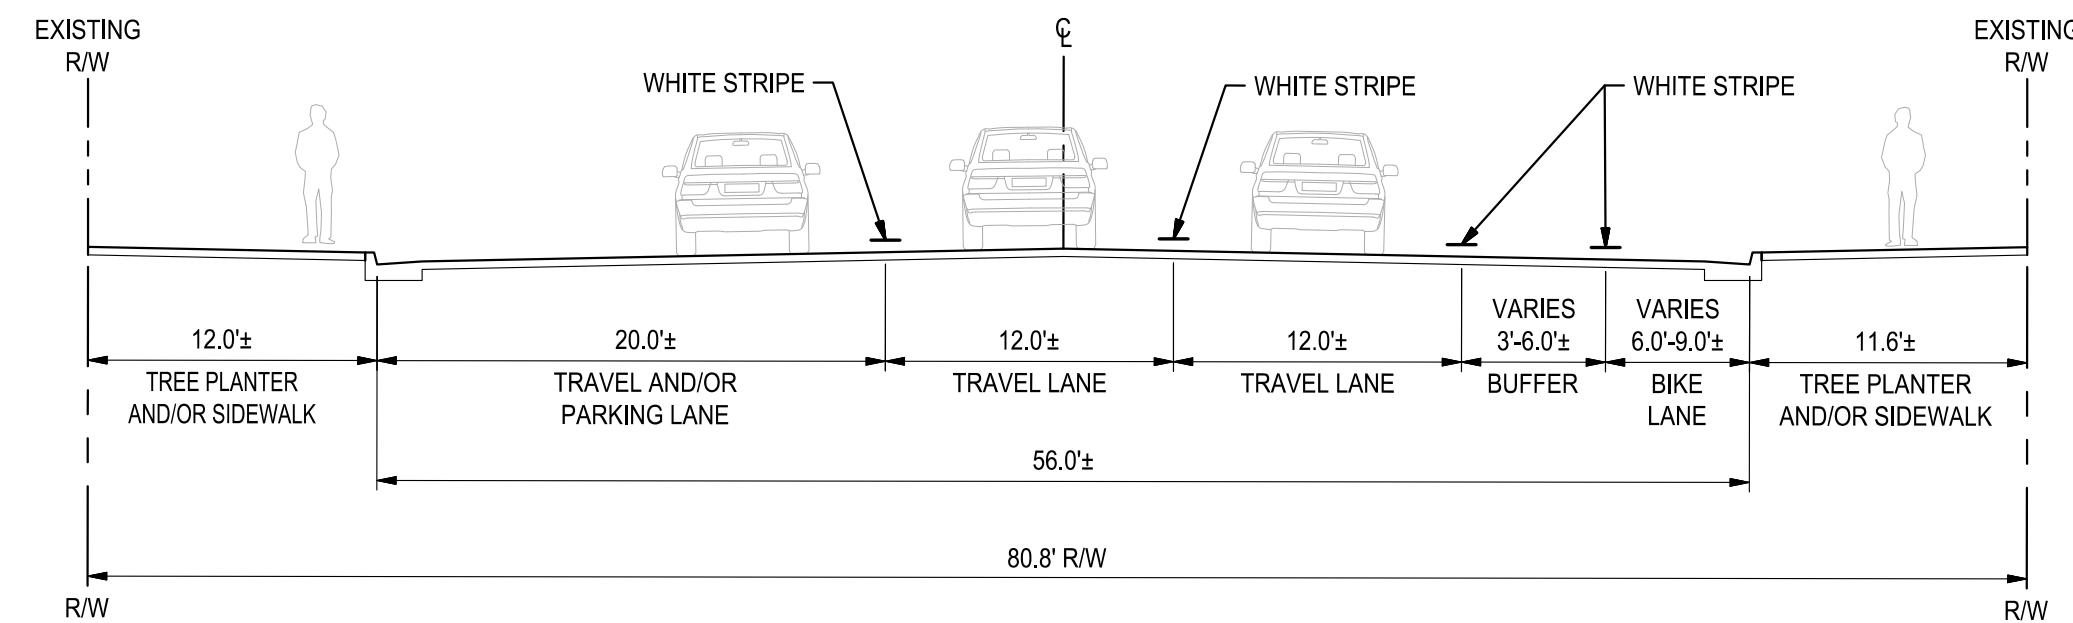 EXISTING
R/W
℄
EXISTING
R/W
WHITE STRIPE
WHITE STRIPE
WHITE STRIPE
12.0'±
TREE PLANTER
AND/OR SIDEWALK
20.0'±
TRAVEL AND/OR
PARKING LANE
12.0'±
TRAVEL LANE
12.0'±
TRAVEL LANE
VARIES
3'-6.0'±
BUFFER
VARIES
6.0'-9.0'±
BIKE
LANE
11.6'±
TREE PLANTER
AND/OR SIDEWALK
56.0'±
80.8' R/W
R/W
R/W